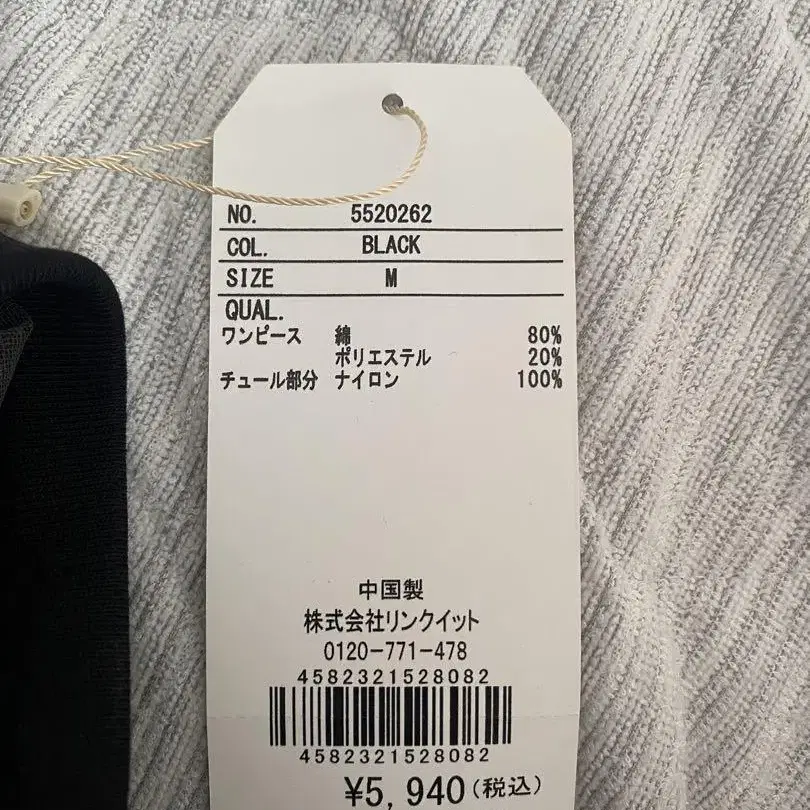 NO. 5520262
COL. BLACK
SIZE M
QUAL.
ワンピース 綿 80%
ポリエステル 20%
チュール部分 ナイロン 100%
中国製
株式会社リンクイット
0120-771-478
4582321528082
4582321528082
¥5,940(税込)